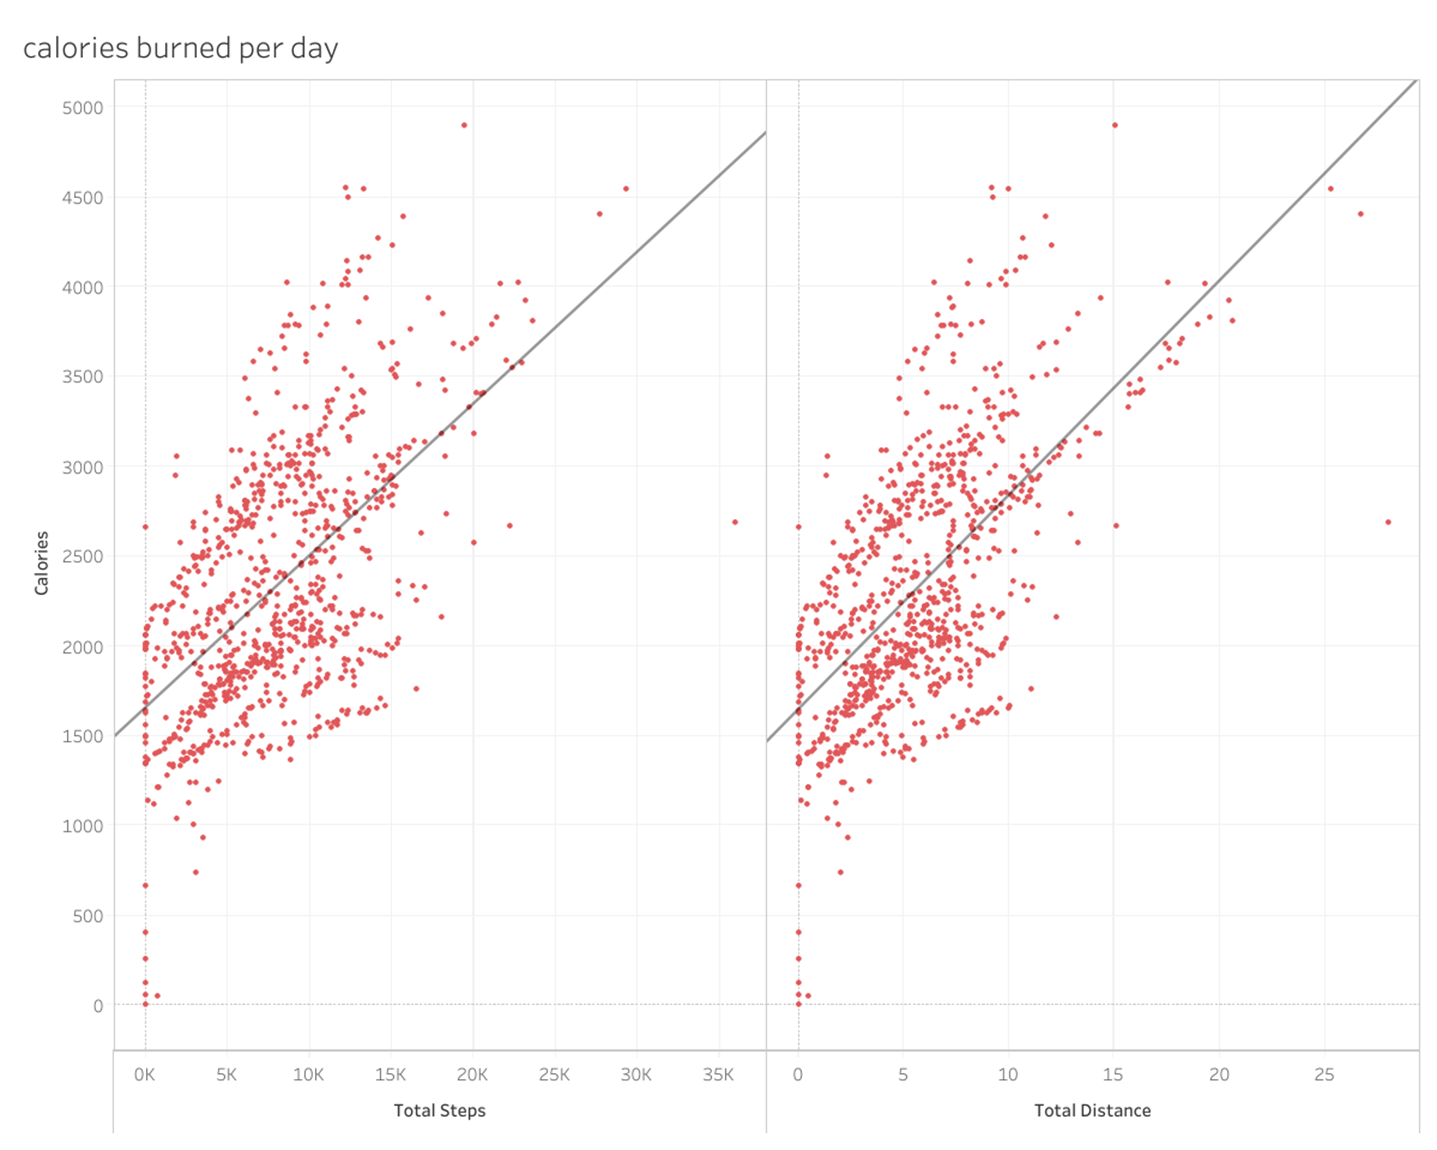 calories burned per day
5000
4500
4000
3500
3000
2500
2000
1500
1000
500
0
Calories
0K 5K 10K 15K 20K 25K 30K 35K
0 5 10 15 20 25
Total Steps
Total Distance